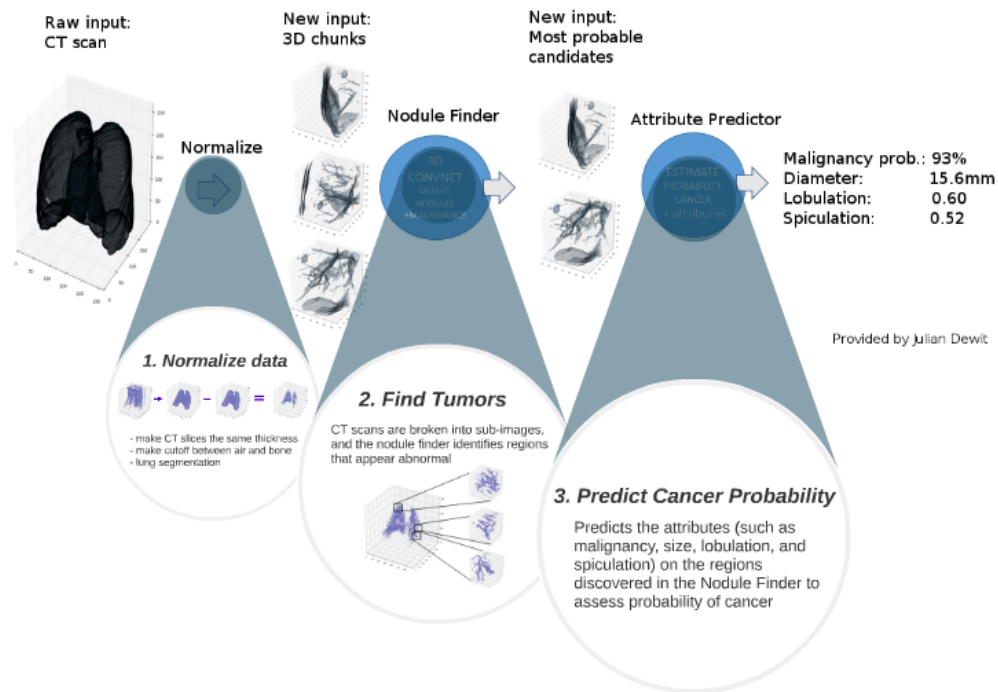 Raw input:
CT scan
New input:
3D chunks
New input:
Most probable
candidates
Normalize
Nodule Finder
Attribute Predictor
3D
CONVNET
DETECT
NODULES
+MALIGNANCY
ESTIMATE
PROBABILITY
CANCER
+attributes
Malignancy prob.: 93%
Diameter: 15.6mm
Lobulation: 0.60
Spiculation: 0.52
Provided by Julian Dewit
1. Normalize data
- make CT slices the same thickness
- make cutoff between air and bone
- lung segmentation
2. Find Tumors
CT scans are broken into sub-images,
and the nodule finder identifies regions
that appear abnormal
3. Predict Cancer Probability
Predicts the attributes (such as
malignancy, size, lobulation, and
spiculation) on the regions
discovered in the Nodule Finder to
assess probability of cancer